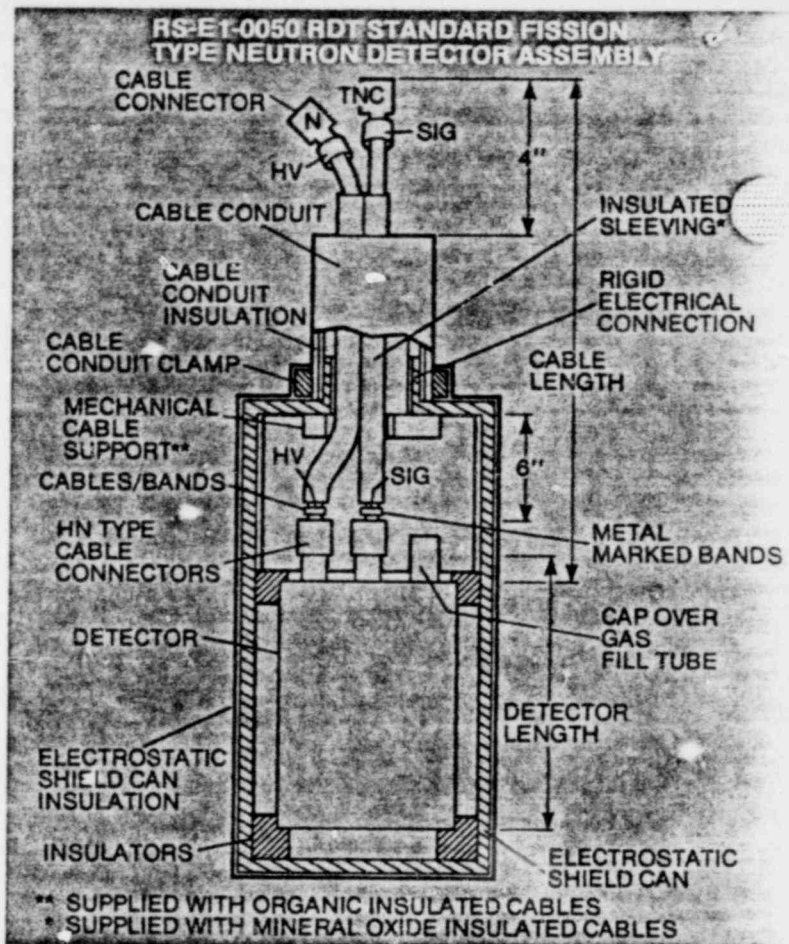 RS-E1-0050 RDT STANDARD FISSION
TYPE NEUTRON DETECTOR ASSEMBLY
CABLE
CONNECTOR
N
TNC
HV
SIG
4"
CABLE CONDUIT
INSULATED
SLEEVING*
CABLE
CONDUIT
INSULATION
RIGID
ELECTRICAL
CONNECTION
CABLE
CONDUIT CLAMP
CABLE
LENGTH
MECHANICAL
CABLE
SUPPORT**
HV
SIG
6"
CABLES/BANDS
HN TYPE
CABLE
CONNECTORS
METAL
MARKED BANDS
DETECTOR
CAP OVER
GAS
FILL TUBE
DETECTOR
LENGTH
ELECTROSTATIC
SHIELD CAN
INSULATION
INSULATORS
ELECTROSTATIC
SHIELD CAN
** SUPPLIED WITH ORGANIC INSULATED CABLES
* SUPPLIED WITH MINERAL OXIDE INSULATED CABLES